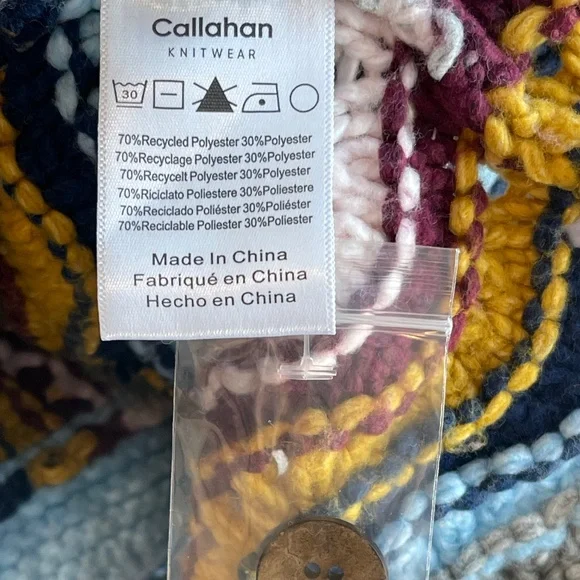 Callahan
KNITWEAR
30
70%Recycled Polyester 30%Polyester
70%Recyclage Polyester 30%Polyester
70%Recycelt Polyester 30%Polyester
70%Riciclato Poliestere 30%Poliestere
70%Reciclado Poliéster 30%Poliéster
70%Reciclable Poliester 30%Poliester
Made In China
Fabriqué en China
Hecho en China